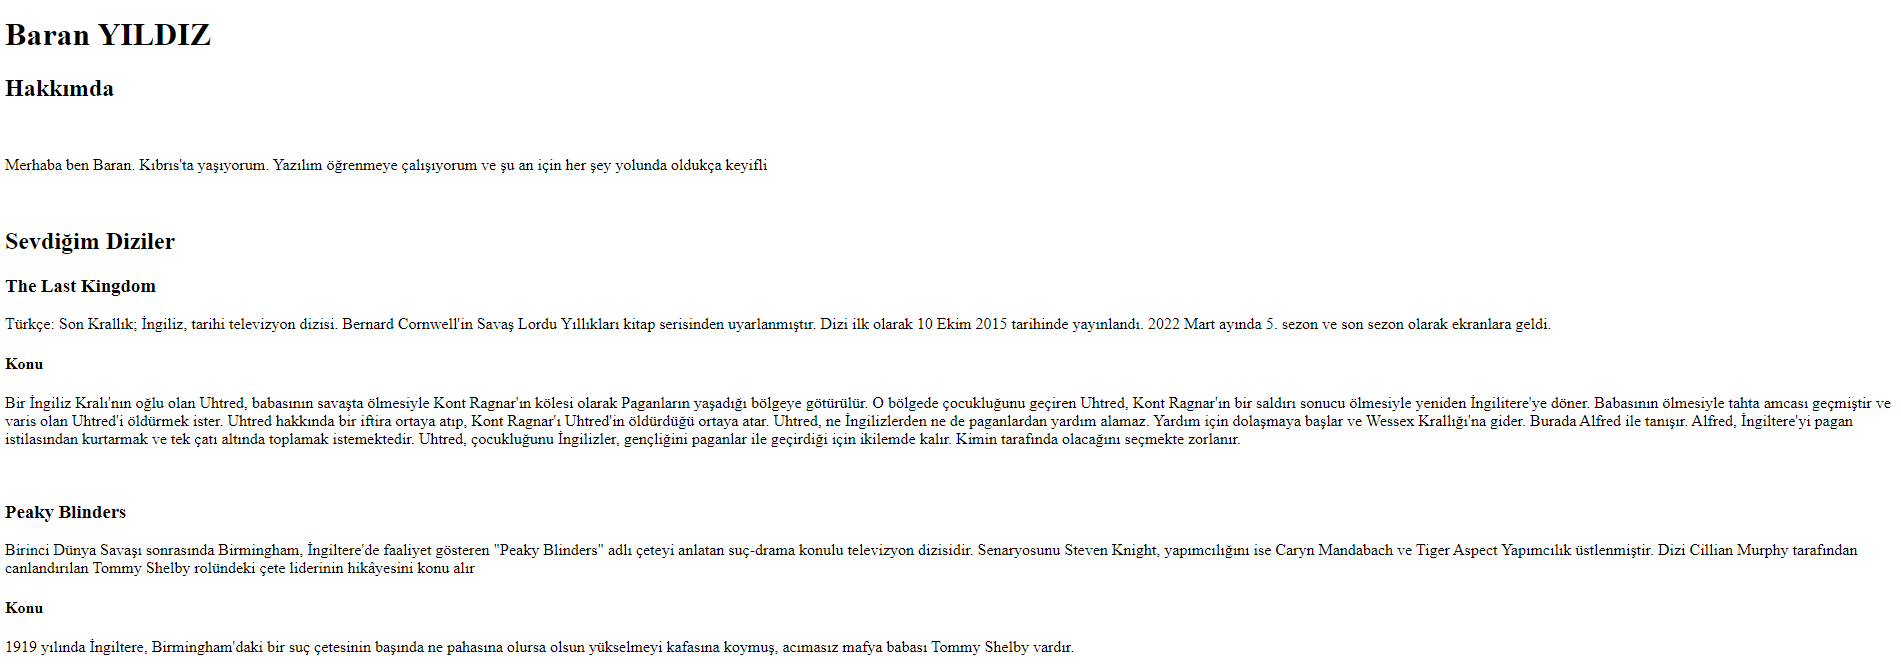 Baran YILDIZ
Hakkımda
Merhaba ben Baran. Kıbrıs'ta yaşıyorum. Yazılım öğrenmeye çalışıyorum ve şu an için her şey yolunda oldukça keyifli
Sevdiğim Diziler
The Last Kingdom
Türkçe: Son Krallık; İngiliz, tarihi televizyon dizisi. Bernard Cornwell'in Savaş Lordu Yıllıkları kitap serisinden uyarlanmıştır. Dizi ilk olarak 10 Ekim 2015 tarihinde yayınlandı. 2022 Mart ayında 5. sezon ve son sezon olarak ekranlara geldi.
Konu
Bir İngiliz Kralı'nın oğlu olan Uhtred, babasının savaşta ölmesiyle Kont Ragnar'ın kölesi olarak Paganların yaşadığı bölgeye götürülür. O bölgede çocukluğunu geçiren Uhtred, Kont Ragnar'ın bir saldırı sonucu ölmesiyle yeniden İngilitere'ye döner. Babasının ölmesiyle tahta amcası geçmiştir ve
varis olan Uhtred'i öldürmek ister. Uhtred hakkında bir iftira ortaya atıp, Kont Ragnar'ı Uhtred'in öldürdüğü ortaya atar. Uhtred, ne İngilizlerden ne de paganlardan yardım alamaz. Yardım için dolaşmaya başlar ve Wessex Krallığı'na gider. Burada Alfred ile tanışır. Alfred, İngiltere'yi pagan
istilasından kurtarmak ve tek çatı altında toplamak istemektedir. Uhtred, çocukluğunu İngilizler, gençliğini paganlar ile geçirdiği için ikilemde kalır. Kimin tarafında olacağını seçmekte zorlanır.
Peaky Blinders
Birinci Dünya Savaşı sonrasında Birmingham, İngiltere'de faaliyet gösteren "Peaky Blinders" adlı çeteyi anlatan suç-drama konulu televizyon dizisidir. Senaryosunu Steven Knight, yapımcılığını ise Caryn Mandabach ve Tiger Aspect Yapımcılık üstlenmiştir. Dizi Cillian Murphy tarafından
canlandırılan Tommy Shelby rolündeki çete liderinin hikâyesini konu alır
Konu
1919 yılında İngiltere, Birmingham'daki bir suç çetesinin başında ne pahasına olursa olsun yükselmeyi kafasına koymuş, acımasız mafya babası Tommy Shelby vardır.